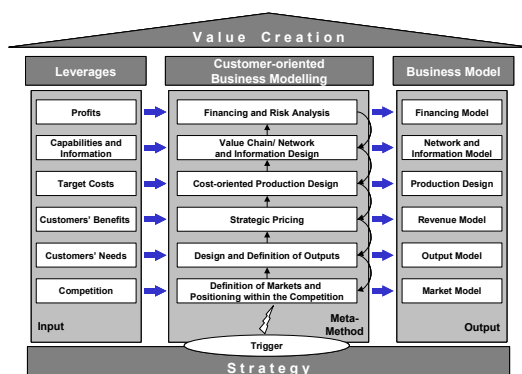 Value Creation
Leverages
Customer-oriented
Business Modelling
Business Model
Profits
Financing and Risk Analysis
Financing Model
Capabilities and
Information
Value Chain/ Network
and Information Design
Network and
Information Model
Target Costs
Cost-oriented Production Design
Production Design
Customers' Benefits
Strategic Pricing
Revenue Model
Customers' Needs
Design and Definition of Outputs
Output Model
Competition
Definition of Markets and
Positioning within the Competition
Market Model
Input
Meta-
Method
Output
Trigger
Strategy